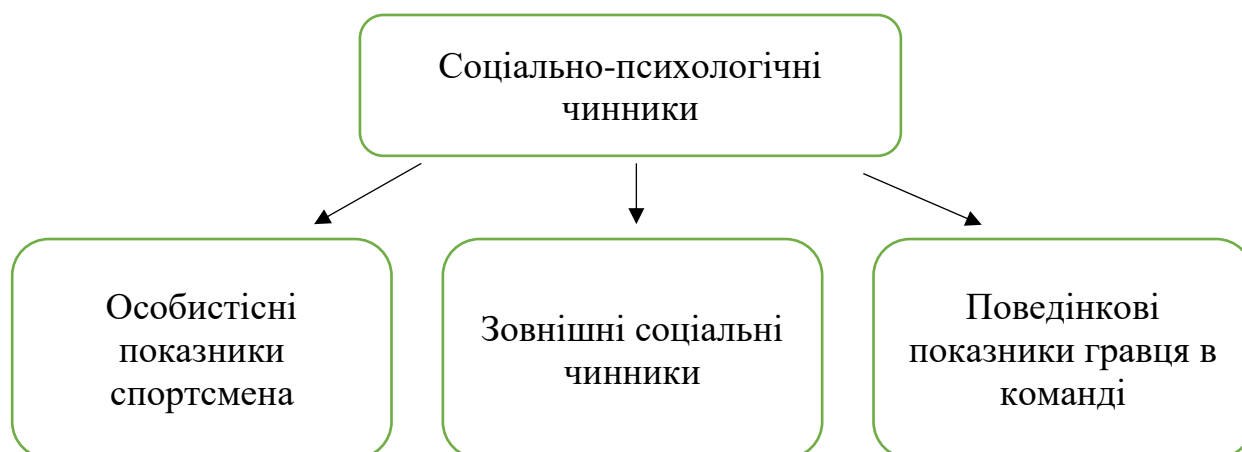 Соціально-психологічні
чинники
Особистісні
показники
спортсмена
Зовнішні соціальні
чинники
Поведінкові
показники гравця в
команді